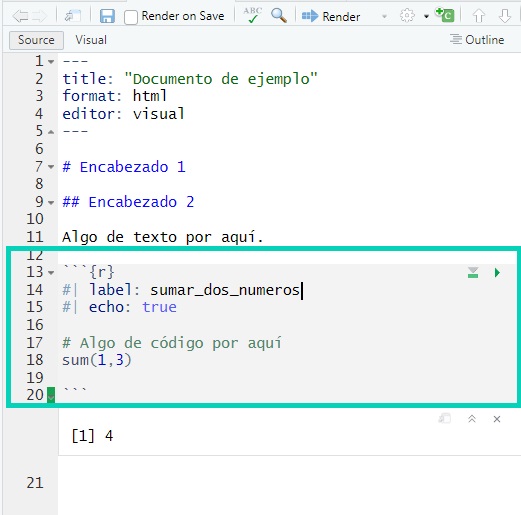 Render on Save
ABC
Render
Source Visual Outline
1 ---
2 title: "Documento de ejemplo"
3 format: html
4 editor: visual
5 ---
6
7 # Encabezado 1
8
9 ## Encabezado 2
10
11 Algo de texto por aquí.
12
13 ```{r}
14 #| label: sumar_dos_numeros
15 #| echo: true
16
17 # Algo de código por aquí
18 sum(1,3)
19
20 ```
[1] 4
21